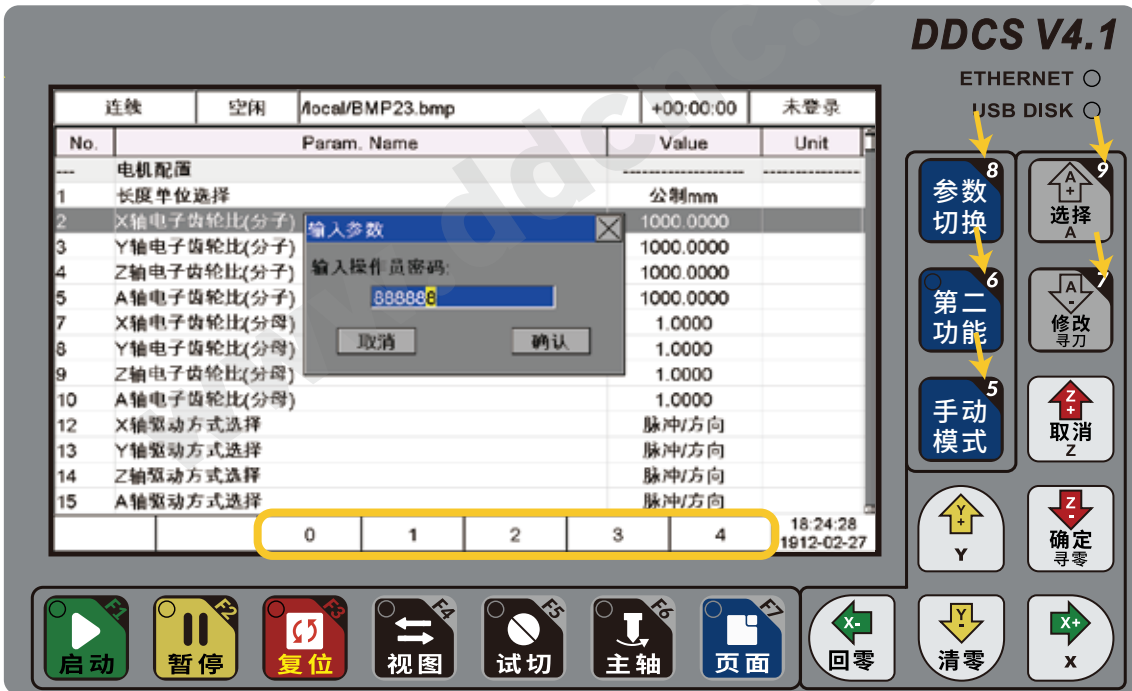 DDCS V4.1
ETHERNET
USB DISK
连续 空闲 /local/BMP23.bmp +00:00:00 未登录
No. Param. Name Value Unit
--- 电机配置 -------------------- ----------------
1 长度单位选择 公制mm
2 X轴电子齿轮比(分子) 1000.0000
3 Y轴电子齿轮比(分子) 1000.0000
4 Z轴电子齿轮比(分子) 1000.0000
5 A轴电子齿轮比(分子) 1000.0000
7 X轴电子齿轮比(分母) 1.0000
8 Y轴电子齿轮比(分母) 1.0000
9 Z轴电子齿轮比(分母) 1.0000
10 A轴电子齿轮比(分母) 1.0000
12 X轴驱动方式选择 脉冲/方向
13 Y轴驱动方式选择 脉冲/方向
14 Z轴驱动方式选择 脉冲/方向
15 A轴驱动方式选择 脉冲/方向
输入参数
输入操作员密码:
888888
取消 确认
0 1 2 3 4
18:24:28
1912-02-27
8
参数
切换
9
A
+
选择
A
6
第二
功能
7
A
-
修改
寻刀
5
手动
模式
Z
+
取消
Z
Y
+
Y
Z
-
确定
寻零
F1
启动
F2
暂停
F3
复位
F4
视图
F5
试切
F6
主轴
F7
页面
X-
回零
Y
-
清零
X+
X
www.ddcnc.c